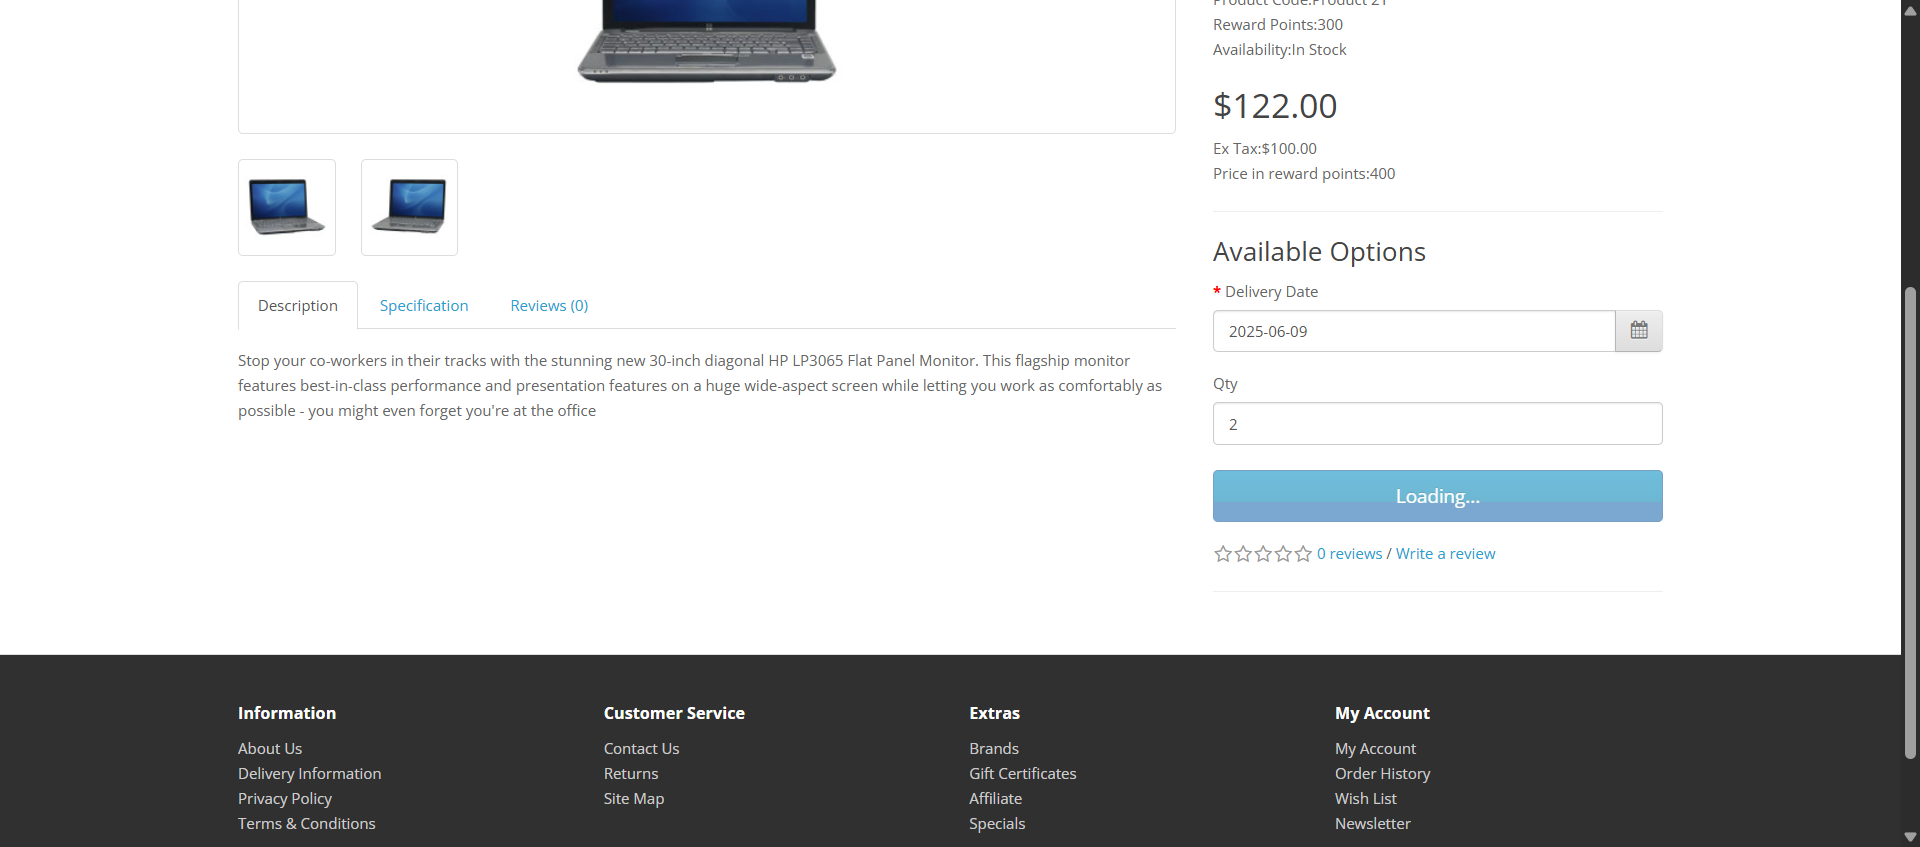 Product Code:Product 21
Reward Points:300
Availability:In Stock
$122.00
Ex Tax:$100.00
Price in reward points:400
Available Options
* Delivery Date
2025-06-09
Qty
2
Loading...
0 reviews / Write a review
Description Specification Reviews (0)
Stop your co-workers in their tracks with the stunning new 30-inch diagonal HP LP3065 Flat Panel Monitor. This flagship monitor
features best-in-class performance and presentation features on a huge wide-aspect screen while letting you work as comfortably as
possible - you might even forget you're at the office
Information
About Us
Delivery Information
Privacy Policy
Terms & Conditions
Customer Service
Contact Us
Returns
Site Map
Extras
Brands
Gift Certificates
Affiliate
Specials
My Account
My Account
Order History
Wish List
Newsletter